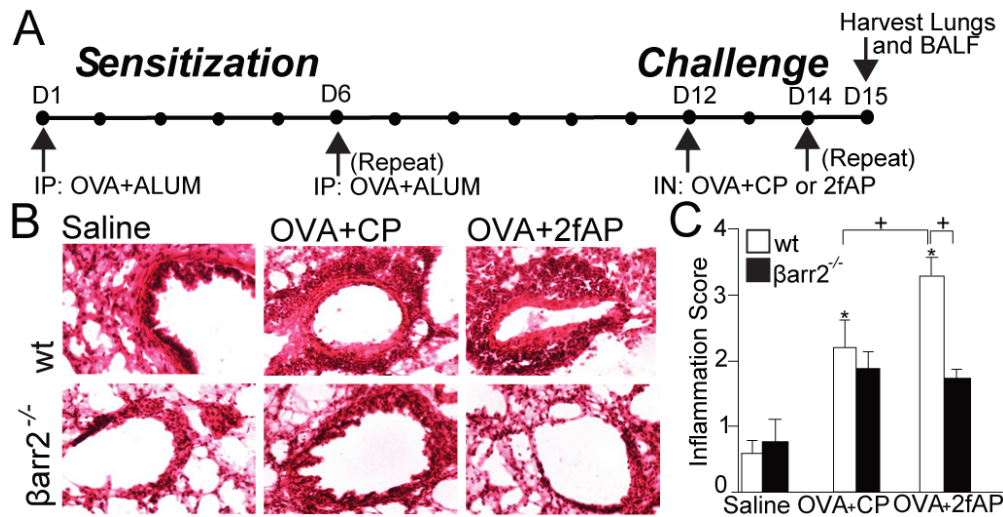 A
Sensitization
Challenge
Harvest Lungs
and BALF
D1
D6
D12
D14
D15
IP: OVA+ALUM
(Repeat)
IP: OVA+ALUM
IN: OVA+CP or 2fAP
(Repeat)
B
Saline
OVA+CP
OVA+2fAP
wt
βarr2-/-
C
wt
βarr2-/-
Inflammation Score
4
3
2
1
0
+
+
*
*
Saline
OVA+CP
OVA+2fAP